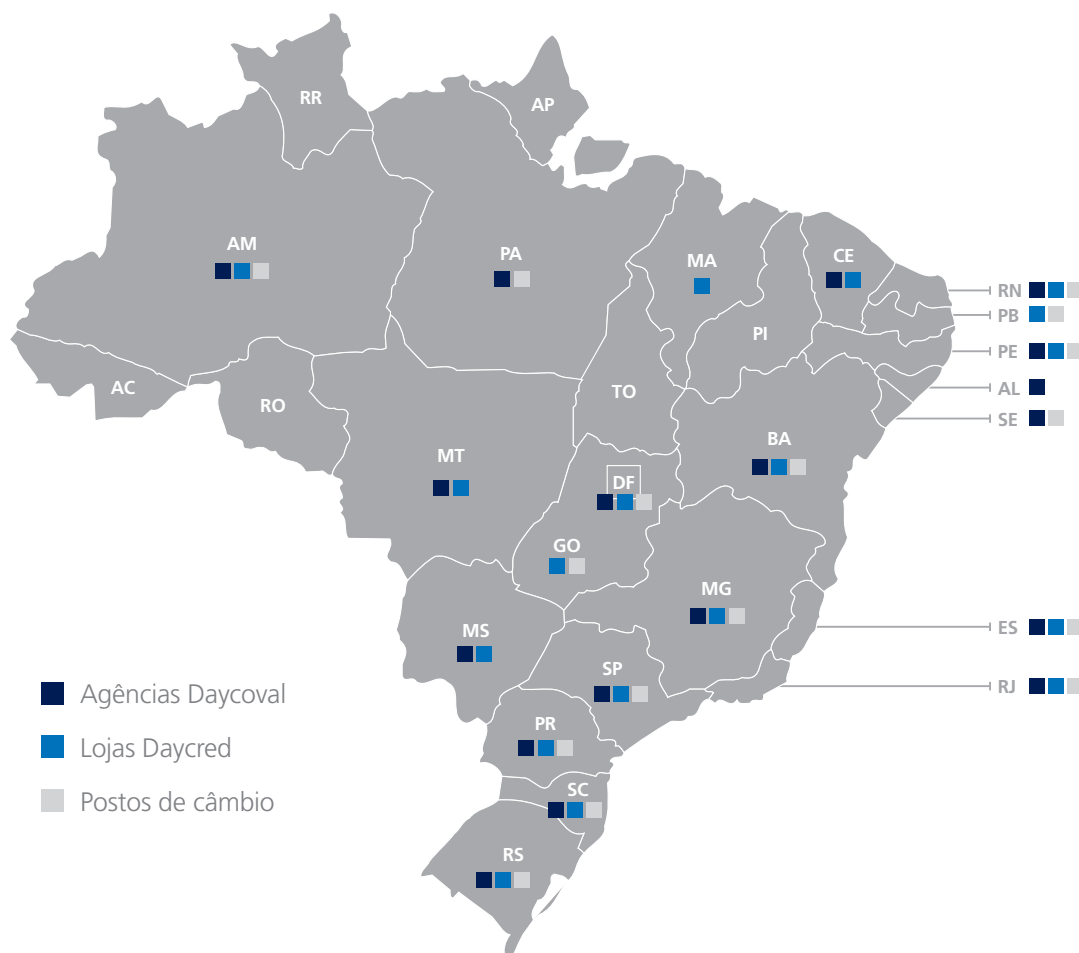 RR
AP
AM
PA
MA
CE
RN
PB
PI
PE
AC
RO
TO
AL
SE
BA
MT
DF
GO
MG
MS
ES
SP
RJ
Agências Daycoval
PR
Lojas Daycred
SC
Postos de câmbio
RS